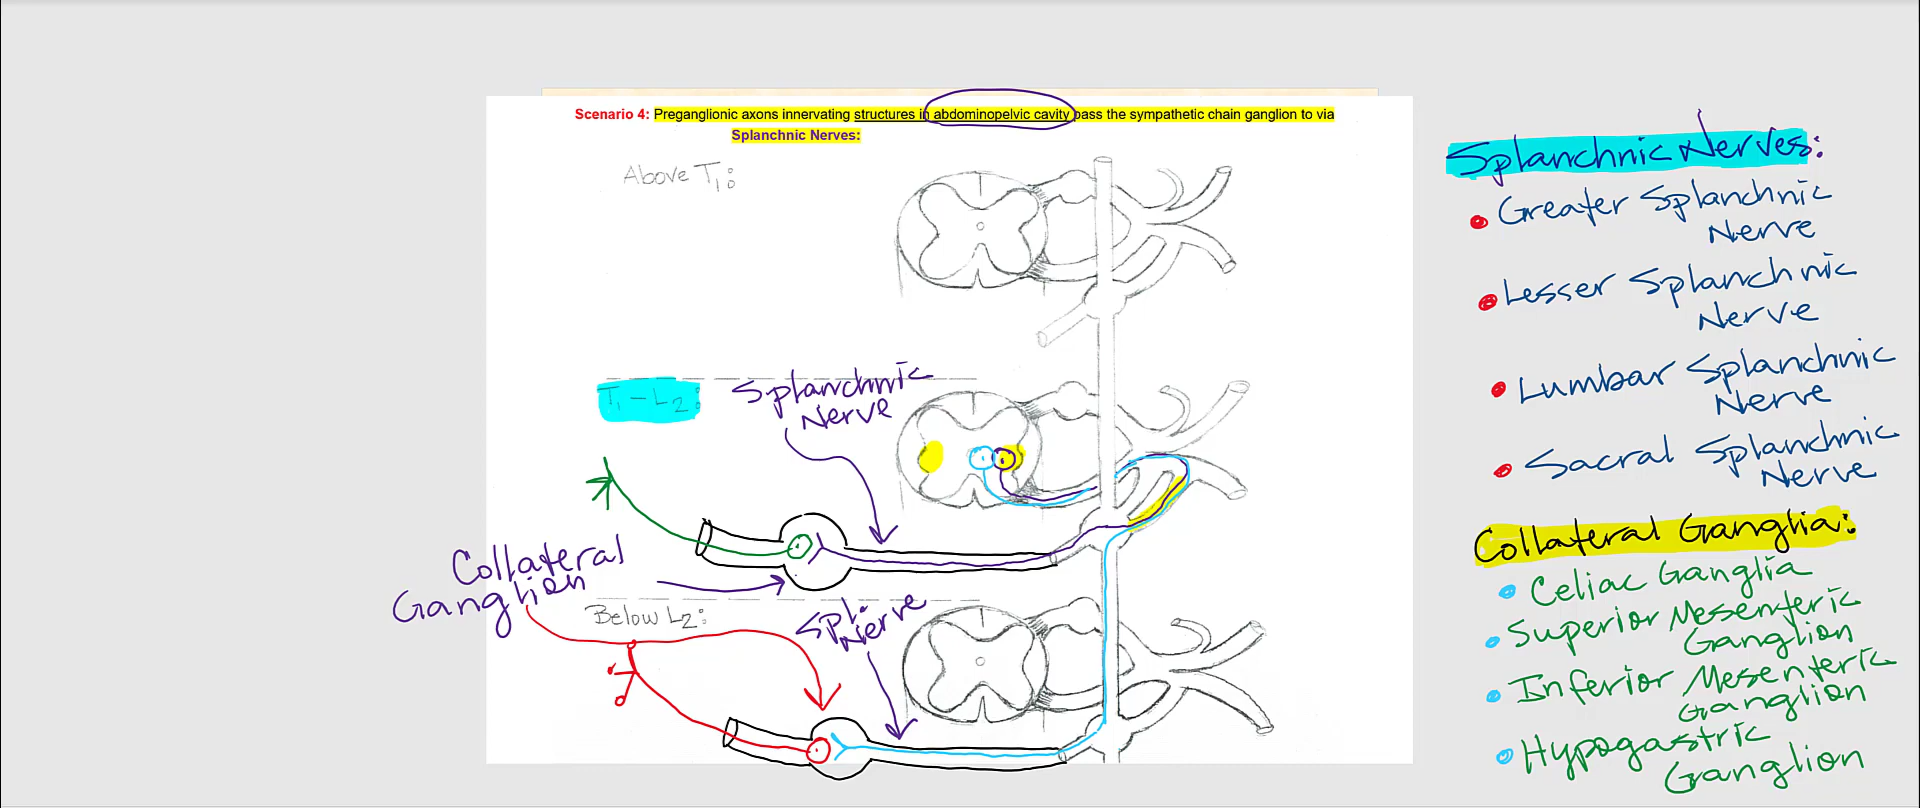 Scenario 4: Preganglionic axons innervating structures in abdominopelvic cavity pass the sympathetic chain ganglion to via
Splanchnic Nerves:
Above T1:
T1 - L2:
Splanchnic
Nerve
Collateral
Ganglion
Below L2:
Spl.
Nerve
Splanchnic Nerves:
Greater Splanchnic
Nerve
Lesser Splanchnic
Nerve
Lumbar Splanchnic
Nerve
Sacral Splanchnic
Nerve
Collateral Ganglia:
Celiac Ganglia
Superior Mesenteric
Ganglion
Inferior Mesenteric
Ganglion
Hypogastric
Ganglion